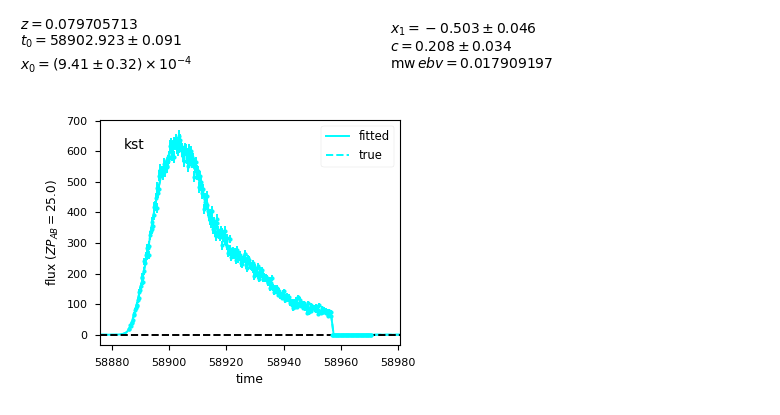 z = 0.079705713
t₀ = 58902.923 ± 0.091
x₀ = (9.41 ± 0.32) × 10⁻⁴
x₁ = −0.503 ± 0.046
c = 0.208 ± 0.034
mw ebv = 0.017909197
kst
fitted
true
flux (ZP_AB = 25.0)
700
600
500
400
300
200
100
0
58880 58900 58920 58940 58960 58980
time